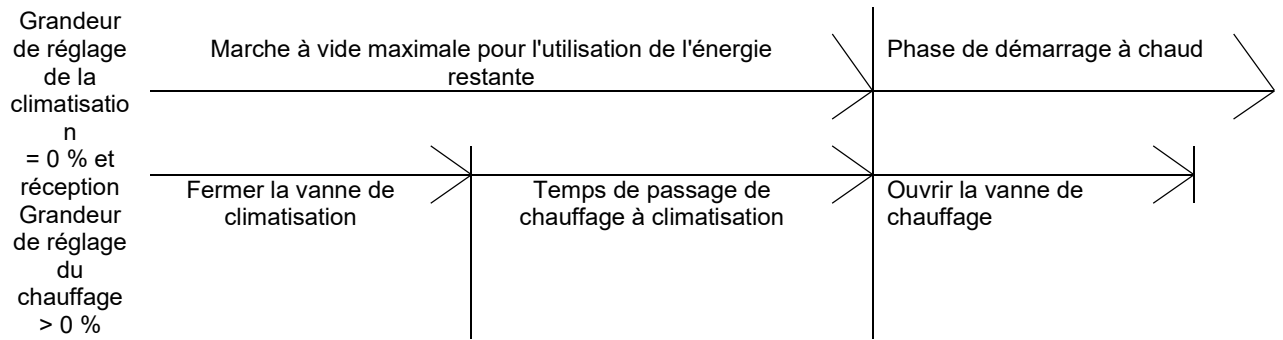 Grandeur
de réglage
de la
climatisatio
n
= 0 % et
réception
Grandeur
de réglage
du
chauffage
> 0 %
Marche à vide maximale pour l'utilisation de l'énergie
restante
Phase de démarrage à chaud
Fermer la vanne de
climatisation
Temps de passage de
chauffage à climatisation
Ouvrir la vanne de
chauffage